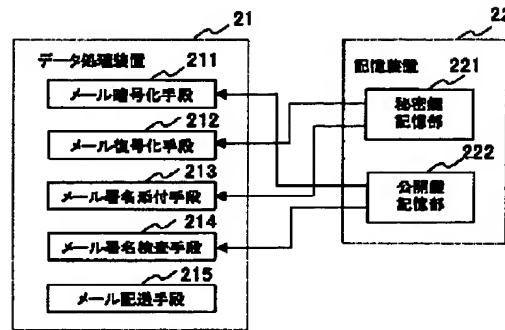 21
データ処理装置
211
メール暗号化手段
212
メール復号化手段
213
メール署名添付手段
214
メール署名検査手段
215
メール配送手段
22
記憶装置
221
秘密鍵
記憶部
222
公開鍵
記憶部